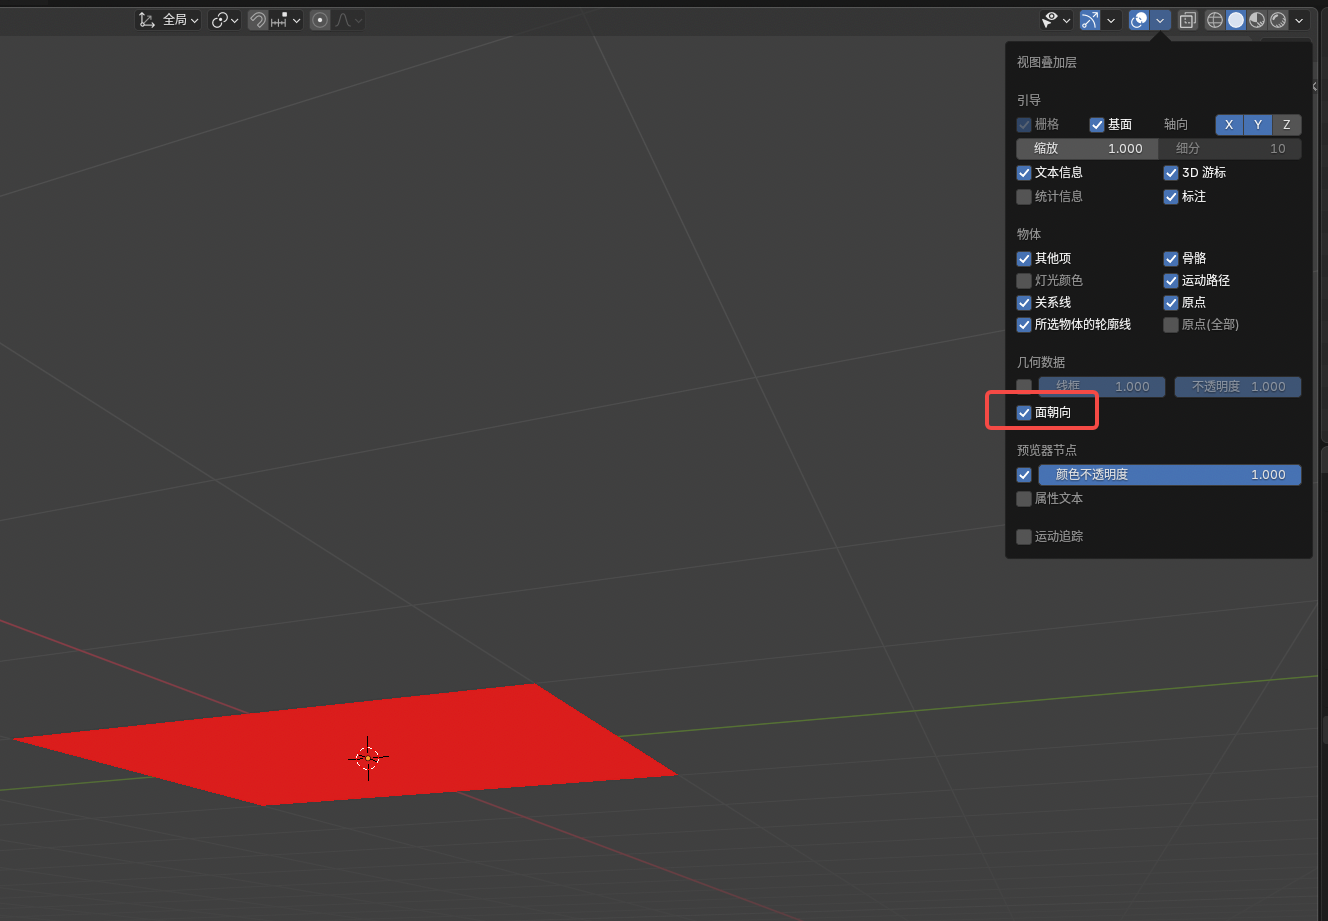 全局
视图叠加层
引导
栅格 基面 轴向 X Y Z
缩放 1.000 细分 10
文本信息 3D 游标
统计信息 标注
物体
其他项 骨骼
灯光颜色 运动路径
关系线 原点
所选物体的轮廓线 原点(全部)
几何数据
线框 1.000 不透明度 1.000
面朝向
预览器节点
颜色不透明度 1.000
属性文本
运动追踪